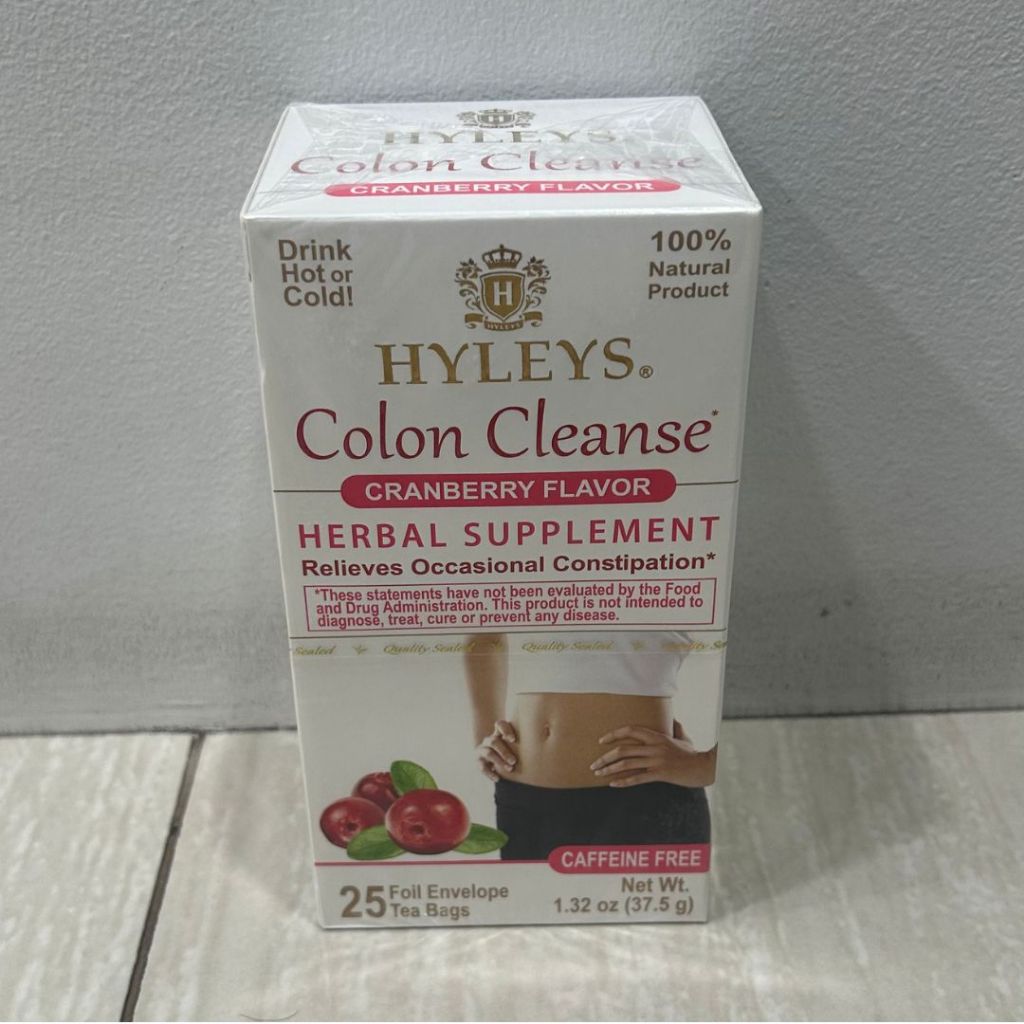 HYLEYS
Colon Cleanse
CRANBERRY FLAVOR
Drink
Hot or
Cold!
100%
Natural
Product
H
HYLEYS
HYLEYS®
Colon Cleanse*
CRANBERRY FLAVOR
HERBAL SUPPLEMENT
Relieves Occasional Constipation*
*These statements have not been evaluated by the Food
and Drug Administration. This product is not intended to
diagnose, treat, cure or prevent any disease.
Sealed Quality Sealed Quality Sealed Quality Se
CAFFEINE FREE
25 Foil Envelope
Tea Bags
Net Wt.
1.32 oz (37.5 g)